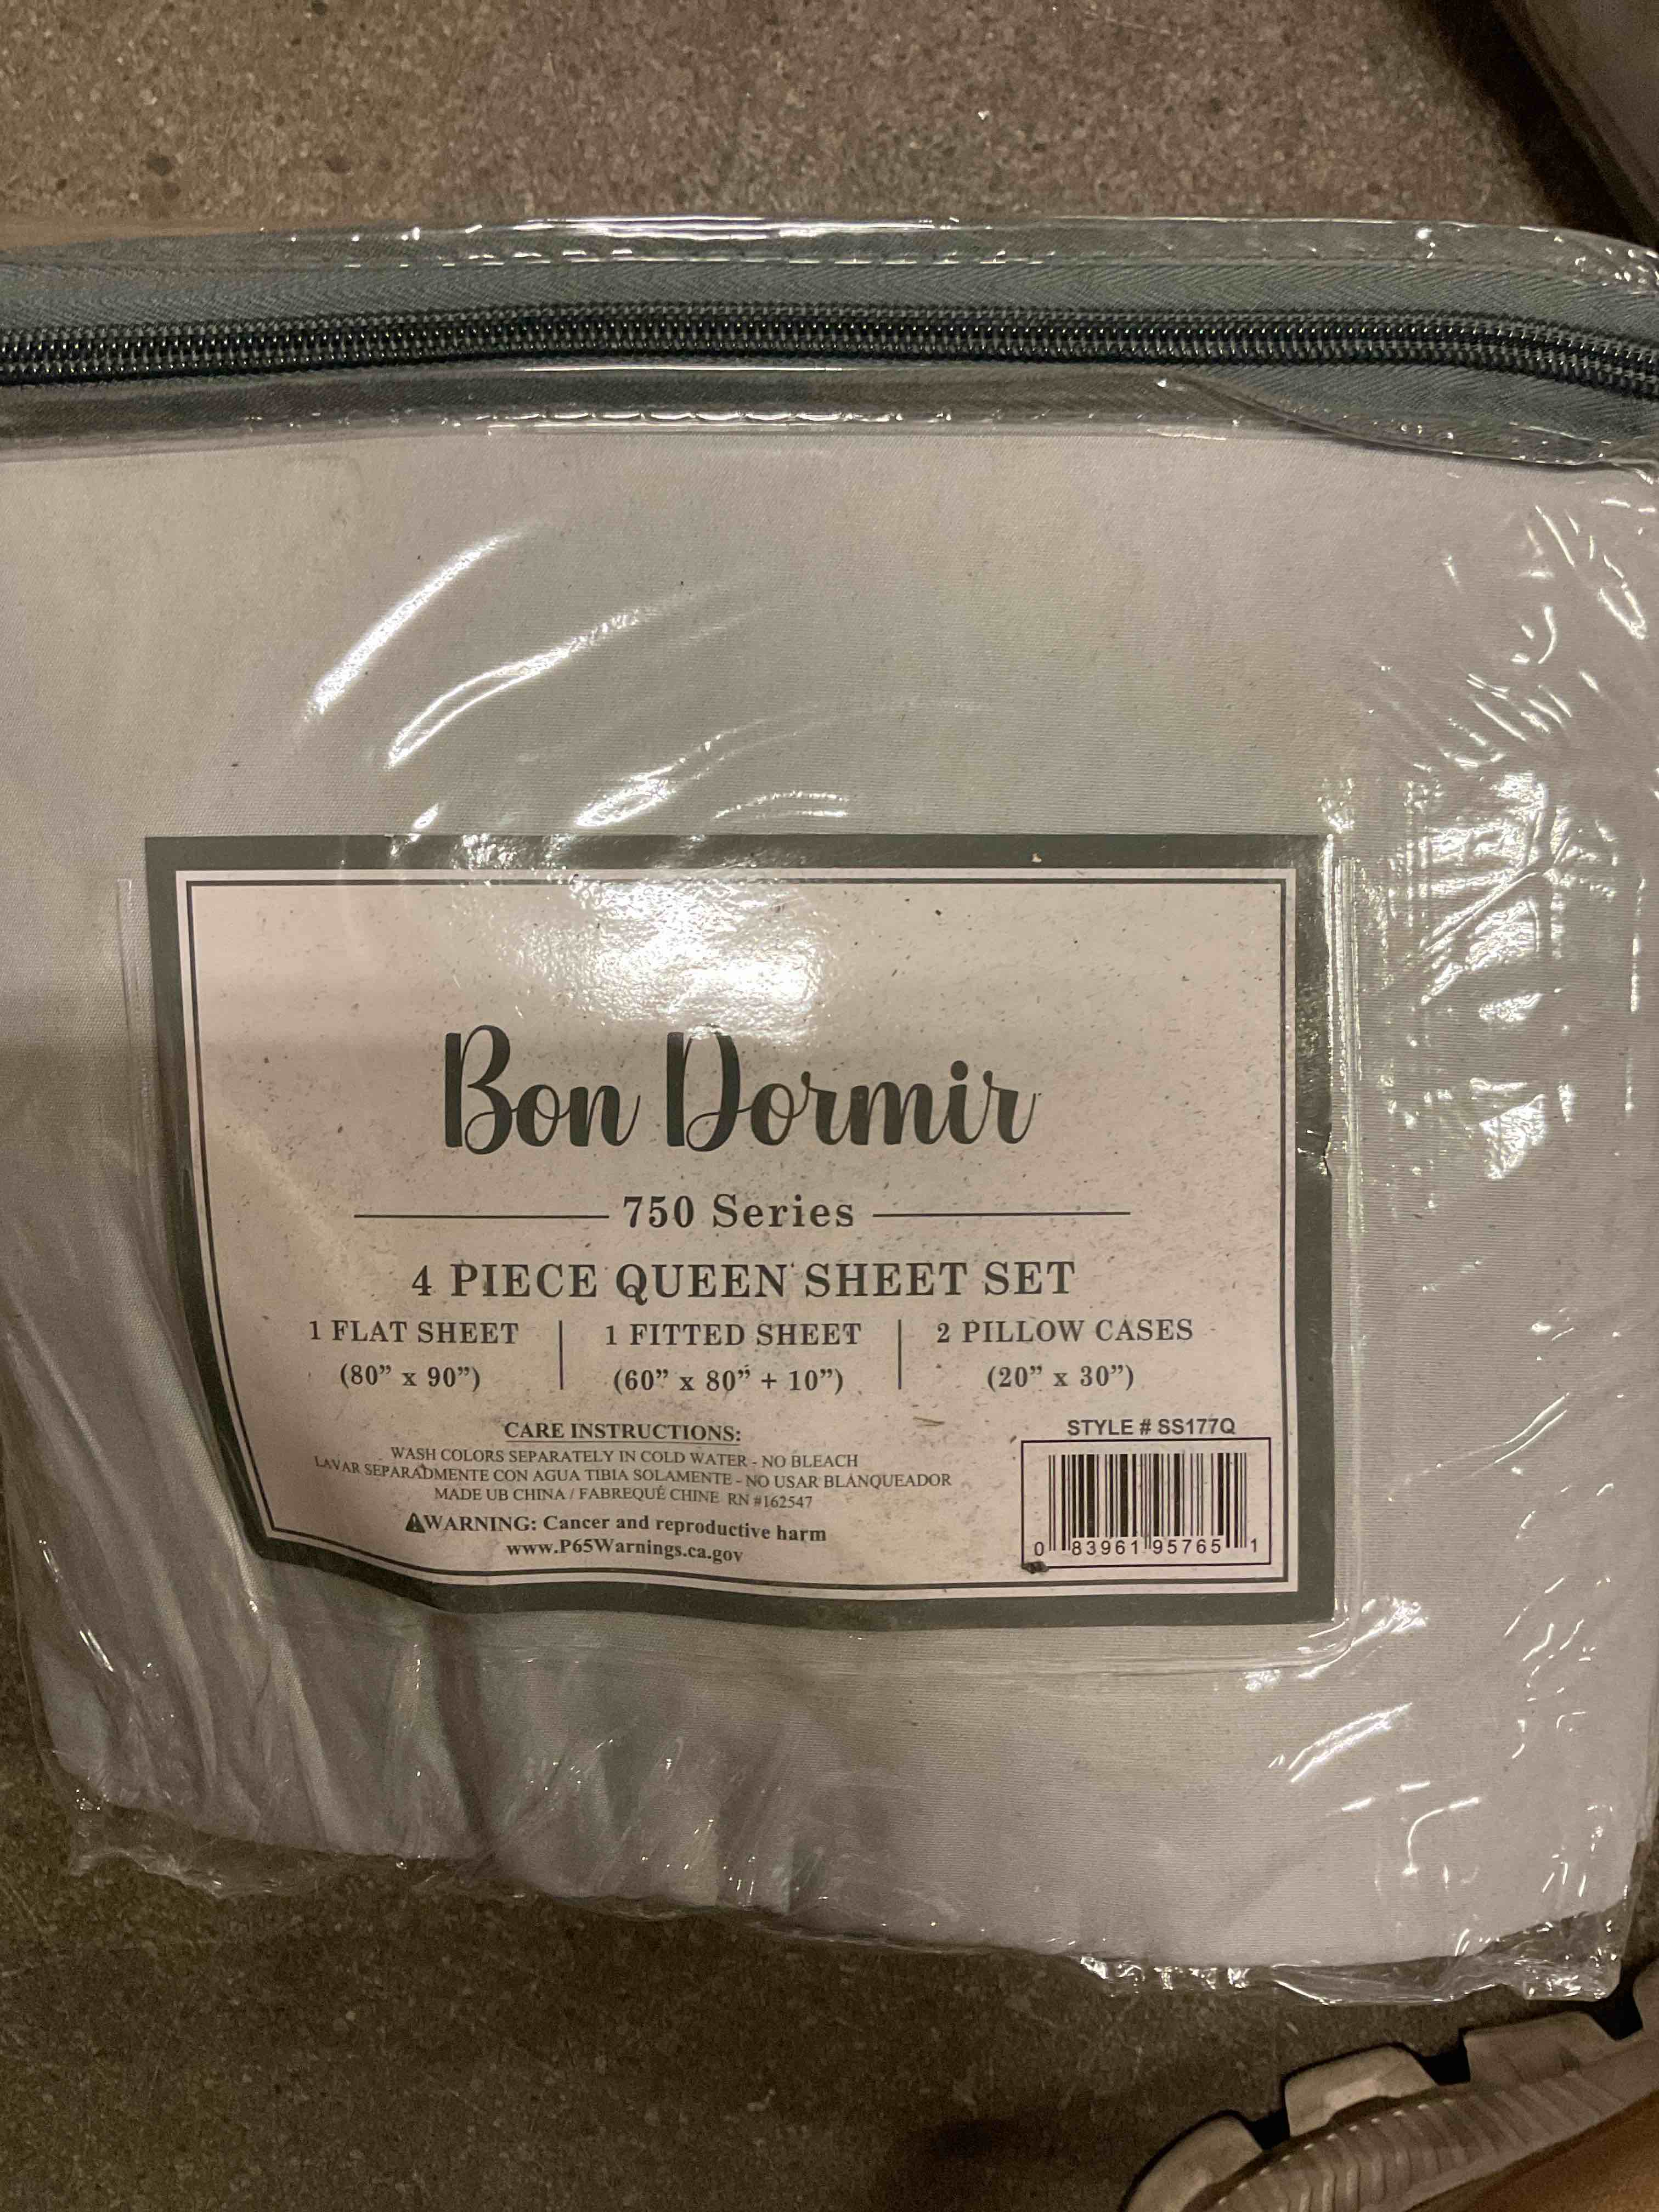 Bon Dormir
750 Series
4 PIECE QUEEN SHEET SET
1 FLAT SHEET | 1 FITTED SHEET | 2 PILLOW CASES
(80” x 90”) | (60” x 80” + 10”) | (20” x 30”)
CARE INSTRUCTIONS:
WASH COLORS SEPARATELY IN COLD WATER - NO BLEACH
LAVAR SEPARADMENTE CON AGUA TIBIA SOLAMENTE - NO USAR BLANQUEADOR
MADE UB CHINA / FABREQUÉ CHINE RN #162547
⚠WARNING: Cancer and reproductive harm
www.P65Warnings.ca.gov
STYLE # SS177Q
0 83961 95765 1